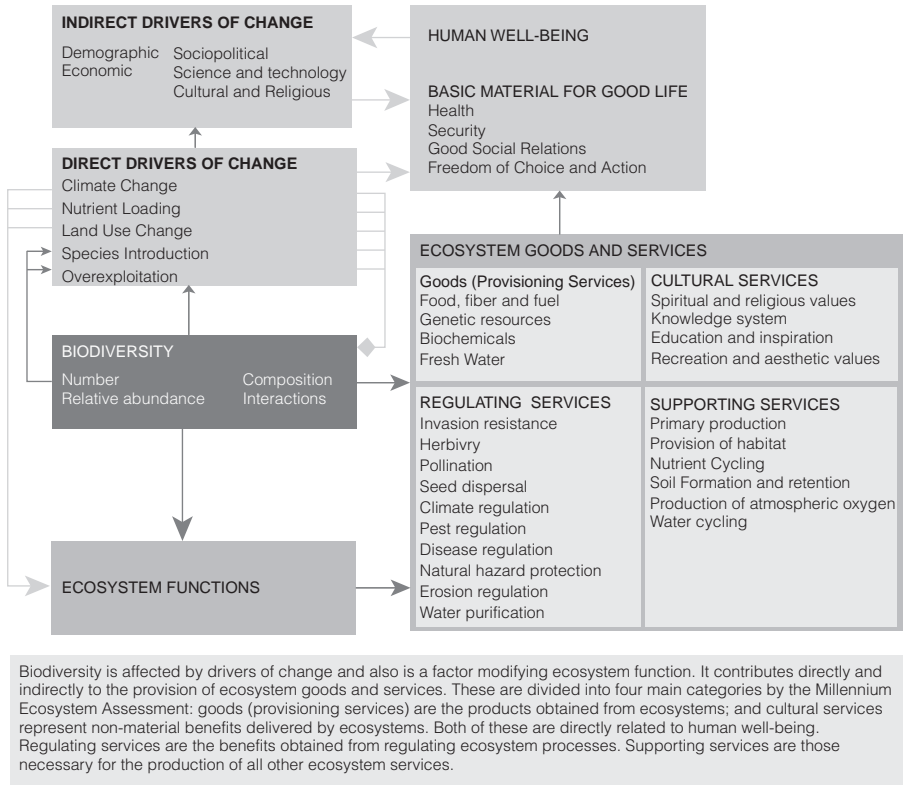 INDIRECT DRIVERS OF CHANGE
Demographic
Economic
Sociopolitical
Science and technology
Cultural and Religious
HUMAN WELL-BEING
BASIC MATERIAL FOR GOOD LIFE
Health
Security
Good Social Relations
Freedom of Choice and Action
DIRECT DRIVERS OF CHANGE
Climate Change
Nutrient Loading
Land Use Change
Species Introduction
Overexploitation
BIODIVERSITY
Number
Relative abundance
Composition
Interactions
ECOSYSTEM FUNCTIONS
ECOSYSTEM GOODS AND SERVICES
Goods (Provisioning Services)
Food, fiber and fuel
Genetic resources
Biochemicals
Fresh Water
CULTURAL SERVICES
Spiritual and religious values
Knowledge system
Education and inspiration
Recreation and aesthetic values
REGULATING SERVICES
Invasion resistance
Herbivry
Pollination
Seed dispersal
Climate regulation
Pest regulation
Disease regulation
Natural hazard protection
Erosion regulation
Water purification
SUPPORTING SERVICES
Primary production
Provision of habitat
Nutrient Cycling
Soil Formation and retention
Production of atmospheric oxygen
Water cycling
Biodiversity is affected by drivers of change and also is a factor modifying ecosystem function. It contributes directly and
indirectly to the provision of ecosystem goods and services. These are divided into four main categories by the Millennium
Ecosystem Assessment: goods (provisioning services) are the products obtained from ecosystems; and cultural services
represent non-material benefits delivered by ecosystems. Both of these are directly related to human well-being.
Regulating services are the benefits obtained from regulating ecosystem processes. Supporting services are those
necessary for the production of all other ecosystem services.